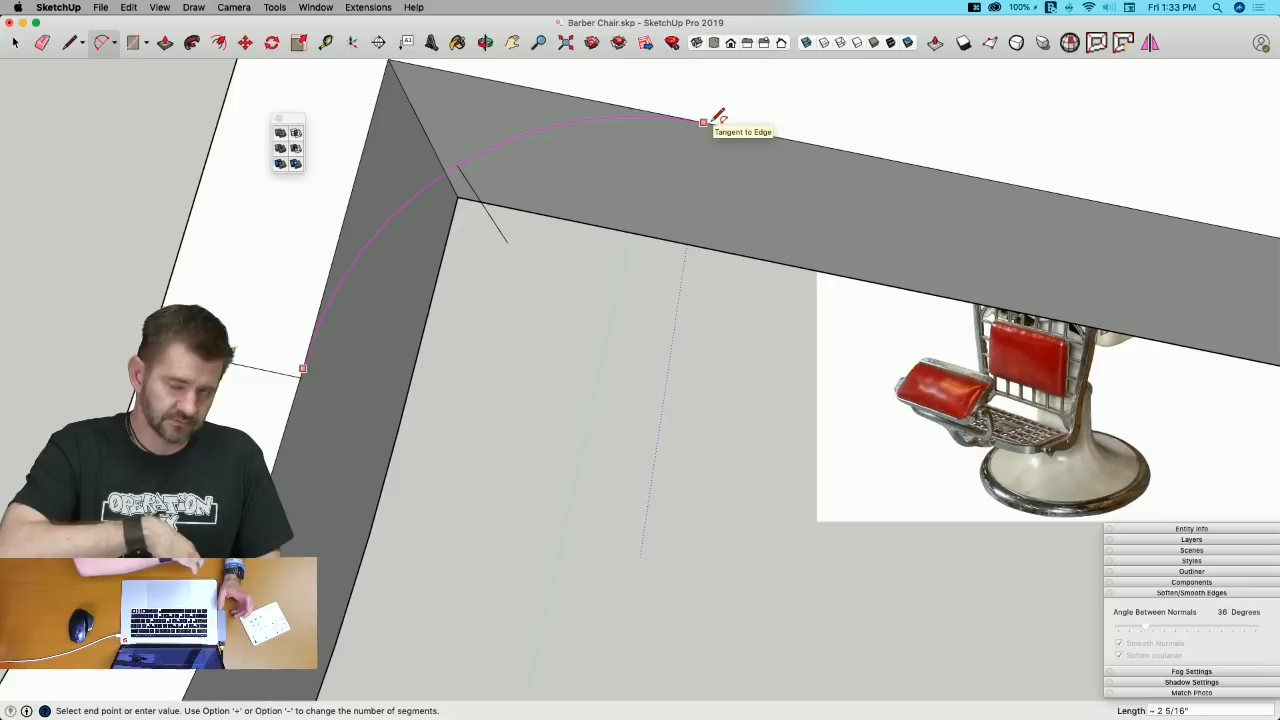 SketchUp File Edit View Draw Camera Tools Window Extensions Help
100% Fri 1:33 PM
Barber Chair.skp - SketchUp Pro 2019
A1
Tangent to Edge
OPERATION
Entity Info
Layers
Scenes
Styles
Outliner
Components
Soften/Smooth Edges
Angle Between Normals 36 Degrees
Smooth Normals
Soften coplanar
Fog Settings
Shadow Settings
Match Photo
Select end point or enter value. Use Option '+' or Option '-' to change the number of segments.
Length ~ 2 5/16"